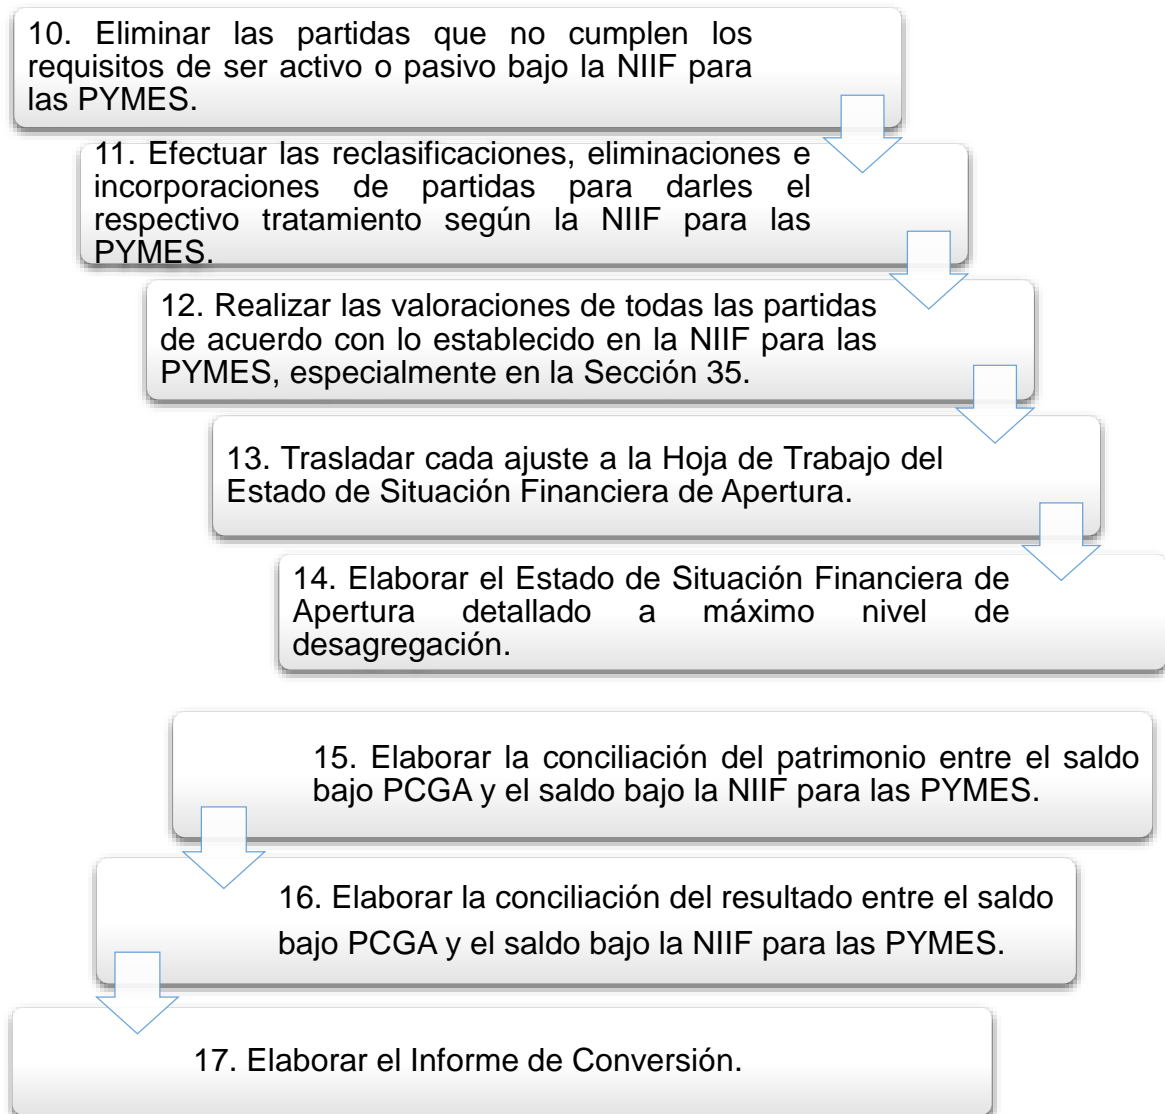 10. Eliminar las partidas que no cumplen los
requisitos de ser activo o pasivo bajo la NIIF para
las PYMES.
11. Efectuar las reclasificaciones, eliminaciones e
incorporaciones de partidas para darles el
respectivo tratamiento según la NIIF para las
PYMES.
12. Realizar las valoraciones de todas las partidas
de acuerdo con lo establecido en la NIIF para las
PYMES, especialmente en la Sección 35.
13. Trasladar cada ajuste a la Hoja de Trabajo del
Estado de Situación Financiera de Apertura.
14. Elaborar el Estado de Situación Financiera de
Apertura detallado a máximo nivel de
desagregación.
15. Elaborar la conciliación del patrimonio entre el saldo
bajo PCGA y el saldo bajo la NIIF para las PYMES.
16. Elaborar la conciliación del resultado entre el saldo
bajo PCGA y el saldo bajo la NIIF para las PYMES.
17. Elaborar el Informe de Conversión.